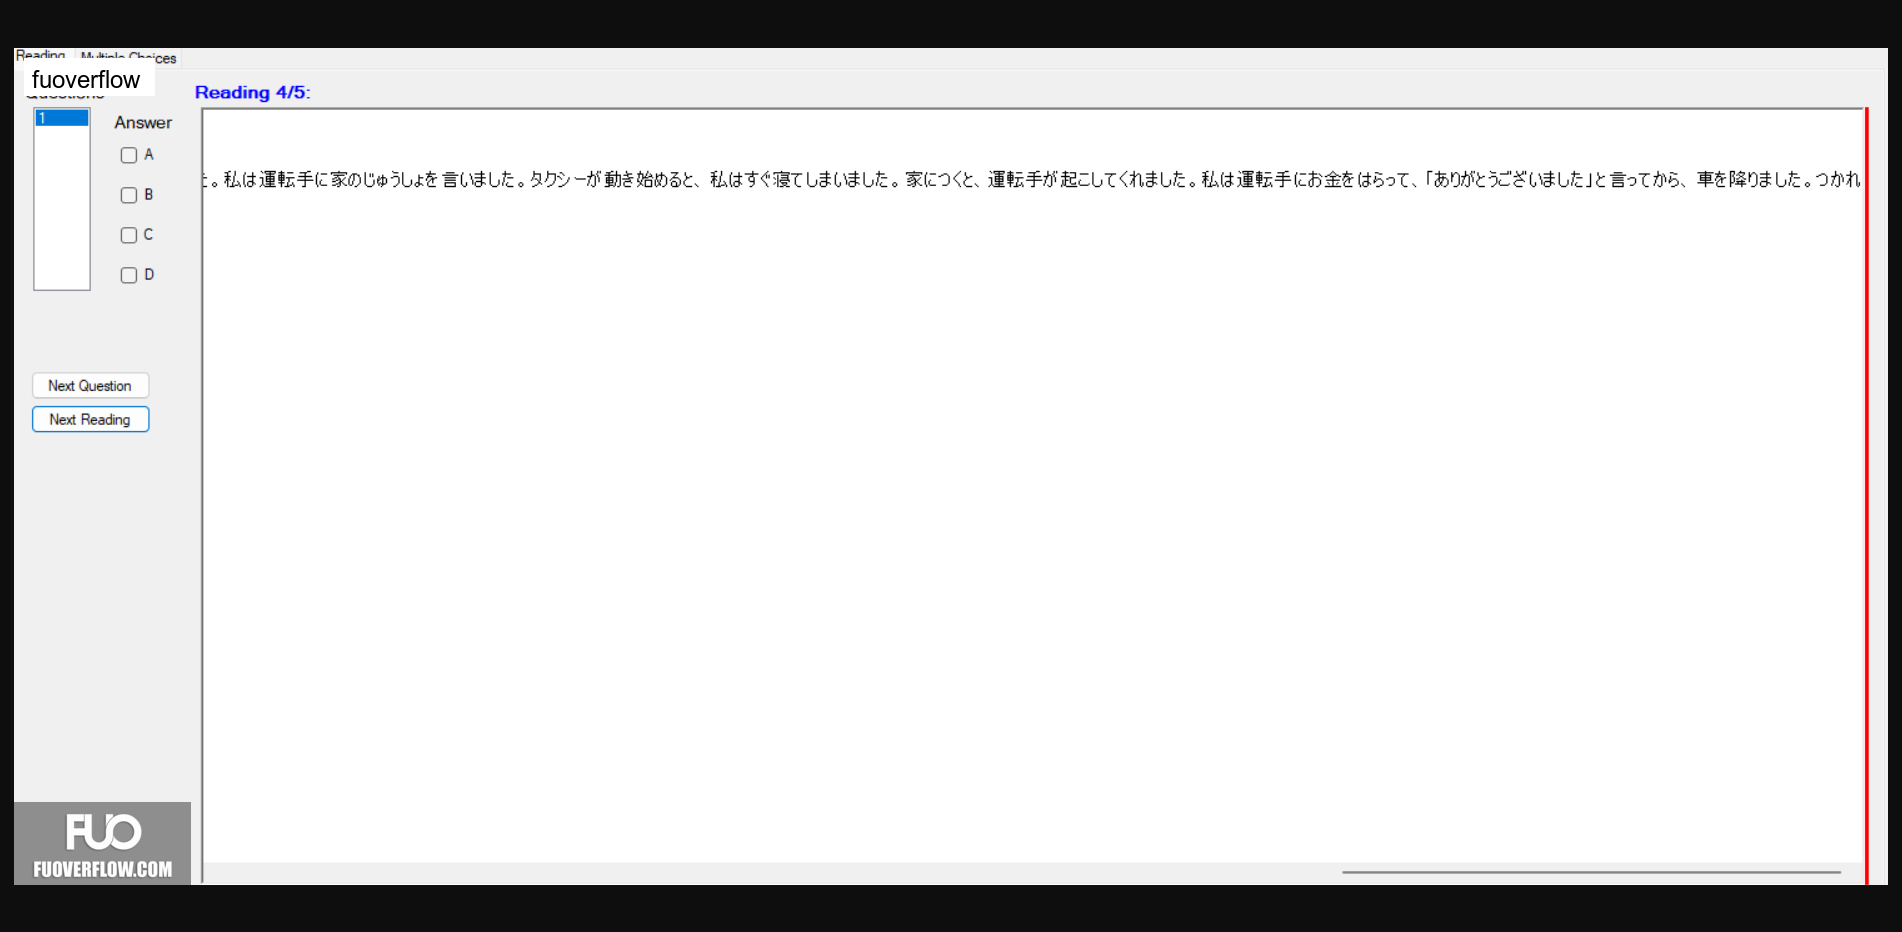 Reading Multiple Choices
fuoverflow
Questions
Reading 4/5:
1
Answer
A
B
C
D
た。私は運転手に家のじゅうしょを言いました。タクシーが動き始めると、私はすぐ寝てしまいました。家につくと、運転手が起こしてくれました。私は運転手にお金をはらって、「ありがとうございました」と言ってから、車を降りました。つかれ
Next Question
Next Reading
FUO
FUOVERFLOW.COM